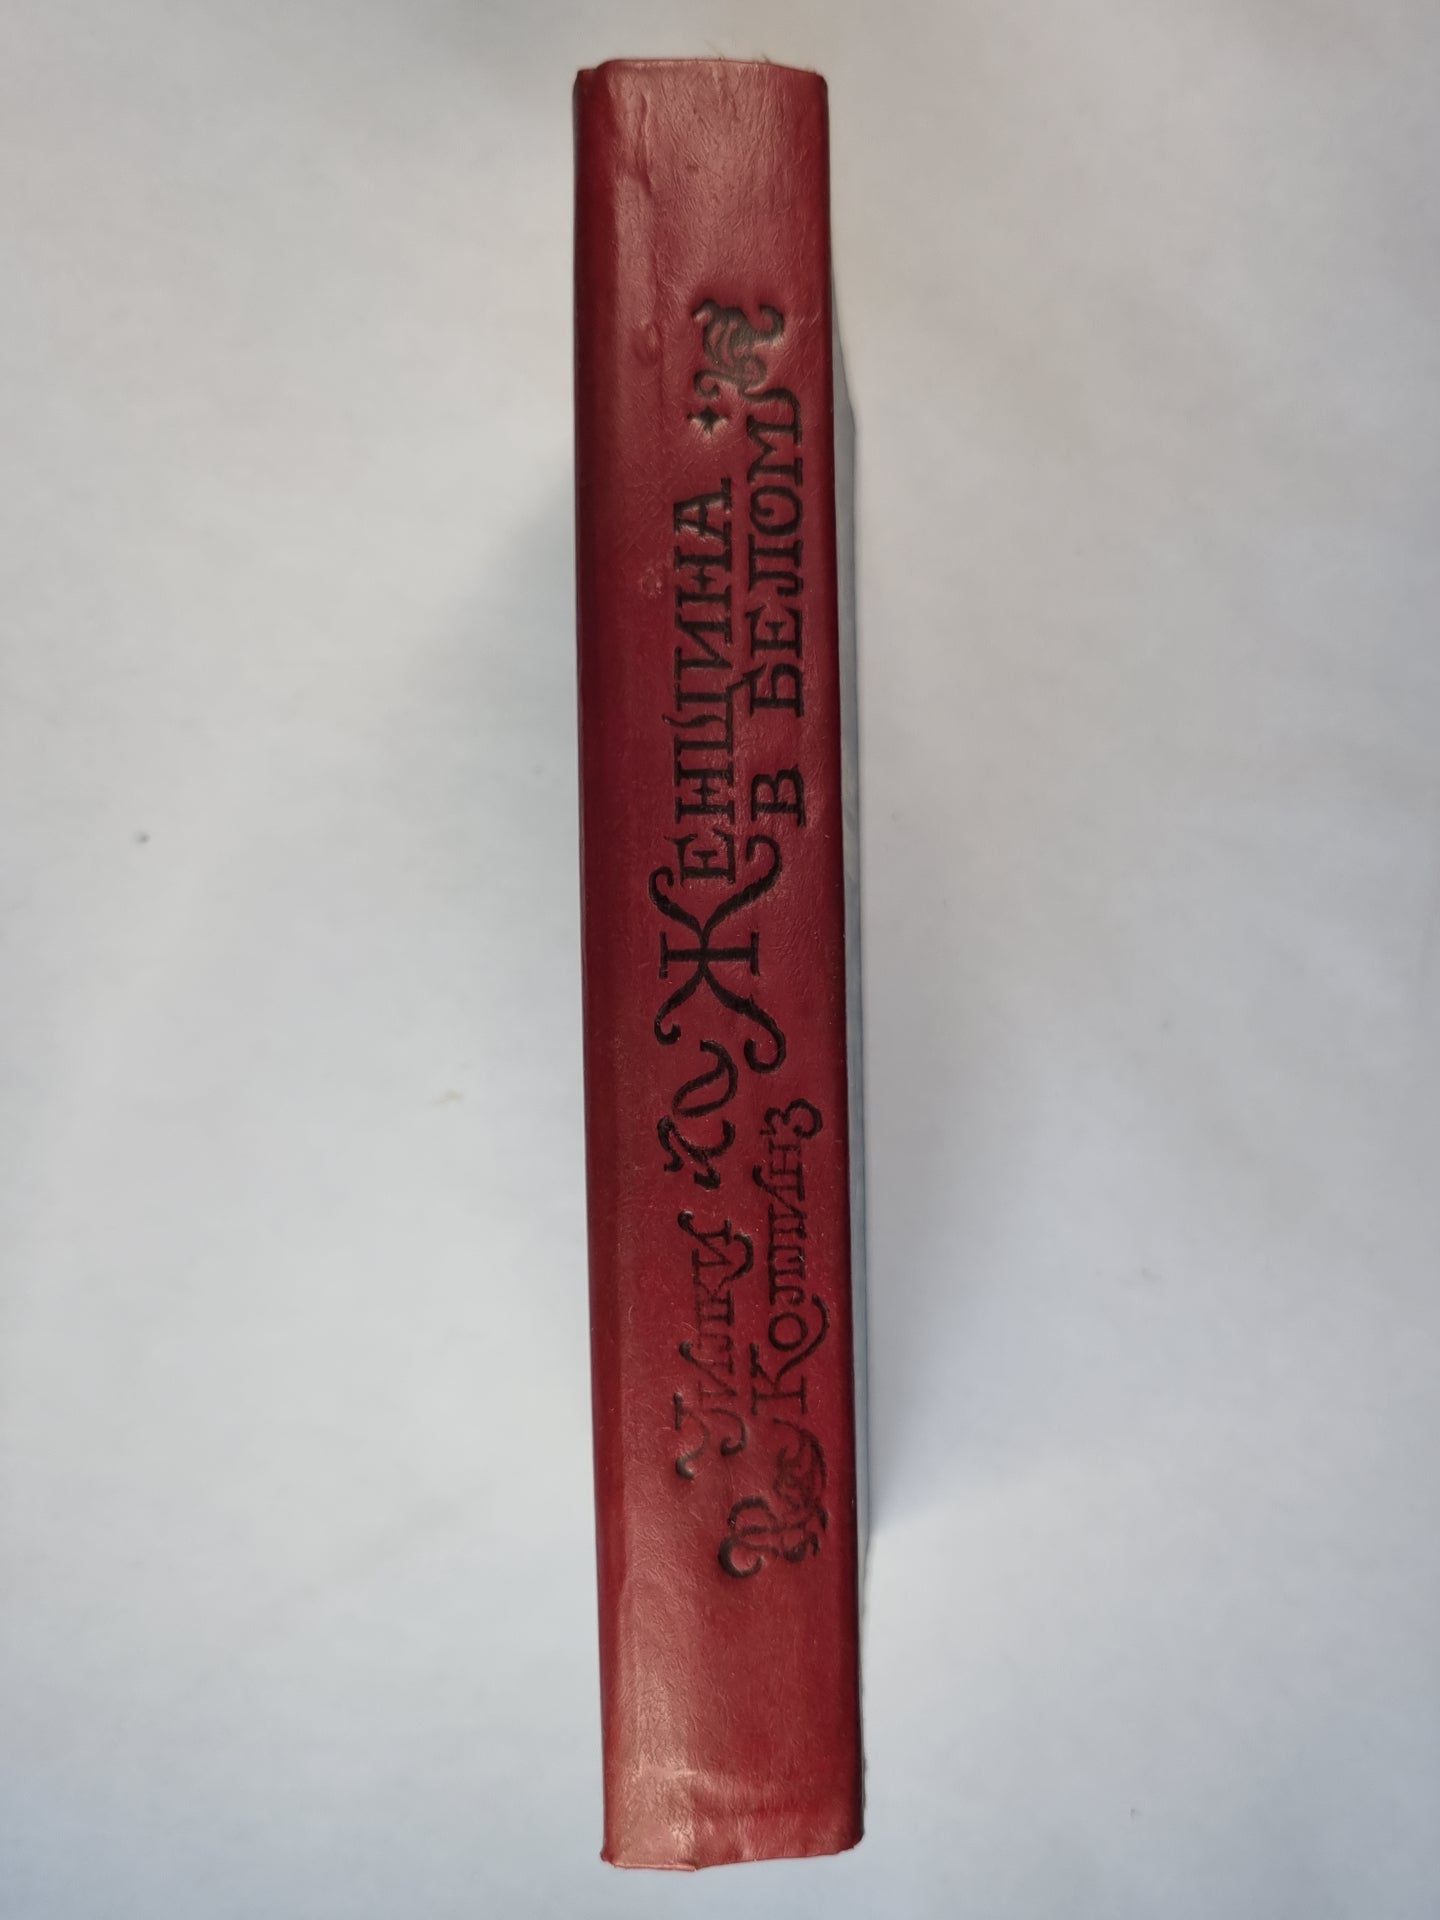 Уилки
Коллинз
Женщина
в белом